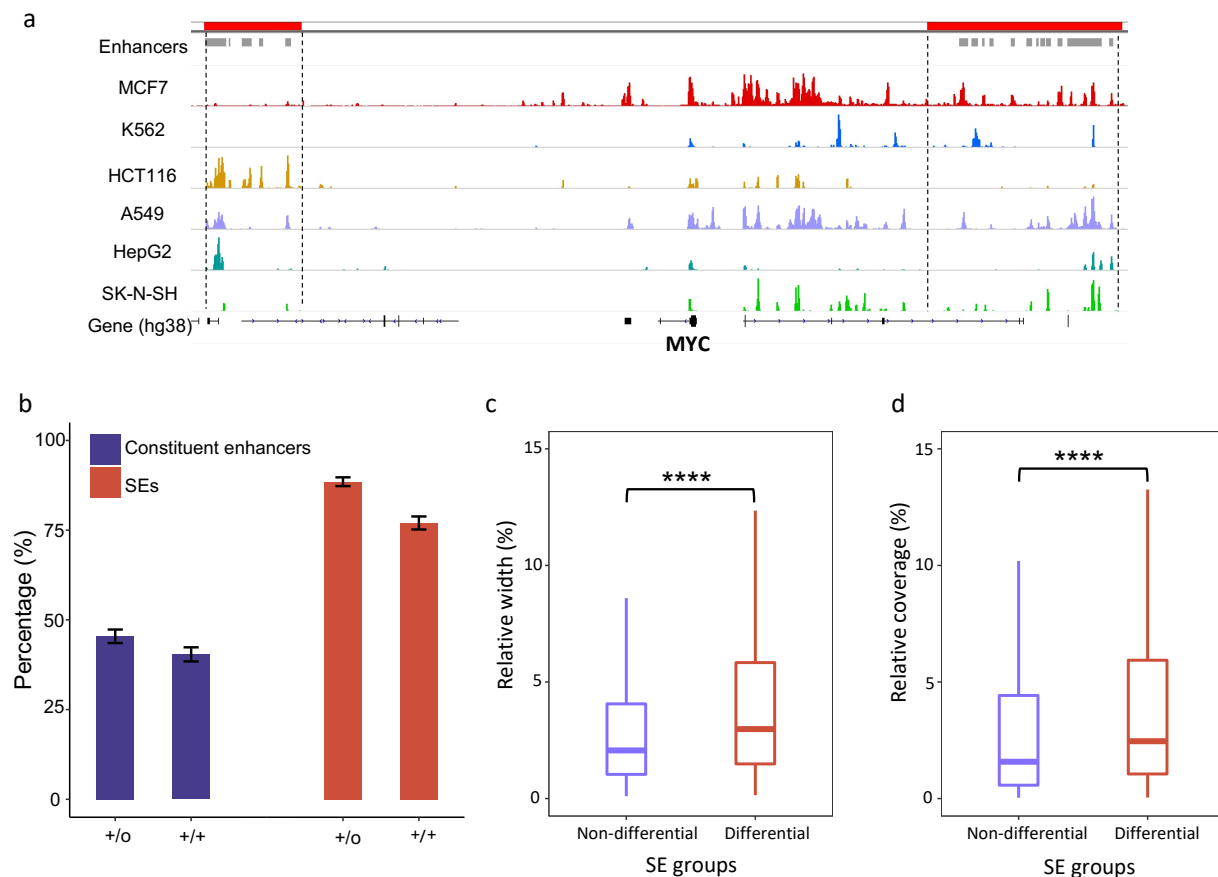 a
Enhancers
MCF7
K562
HCT116
A549
HepG2
SK-N-SH
Gene (hg38)
MYC
b
Percentage (%)
100
75
50
25
0
Constituent enhancers
SEs
+/o
+/+
+/o
+/+
c
Relative width (%)
15
10
5
0
****
Non-differential
Differential
SE groups
d
Relative coverage (%)
15
10
5
0
****
Non-differential
Differential
SE groups